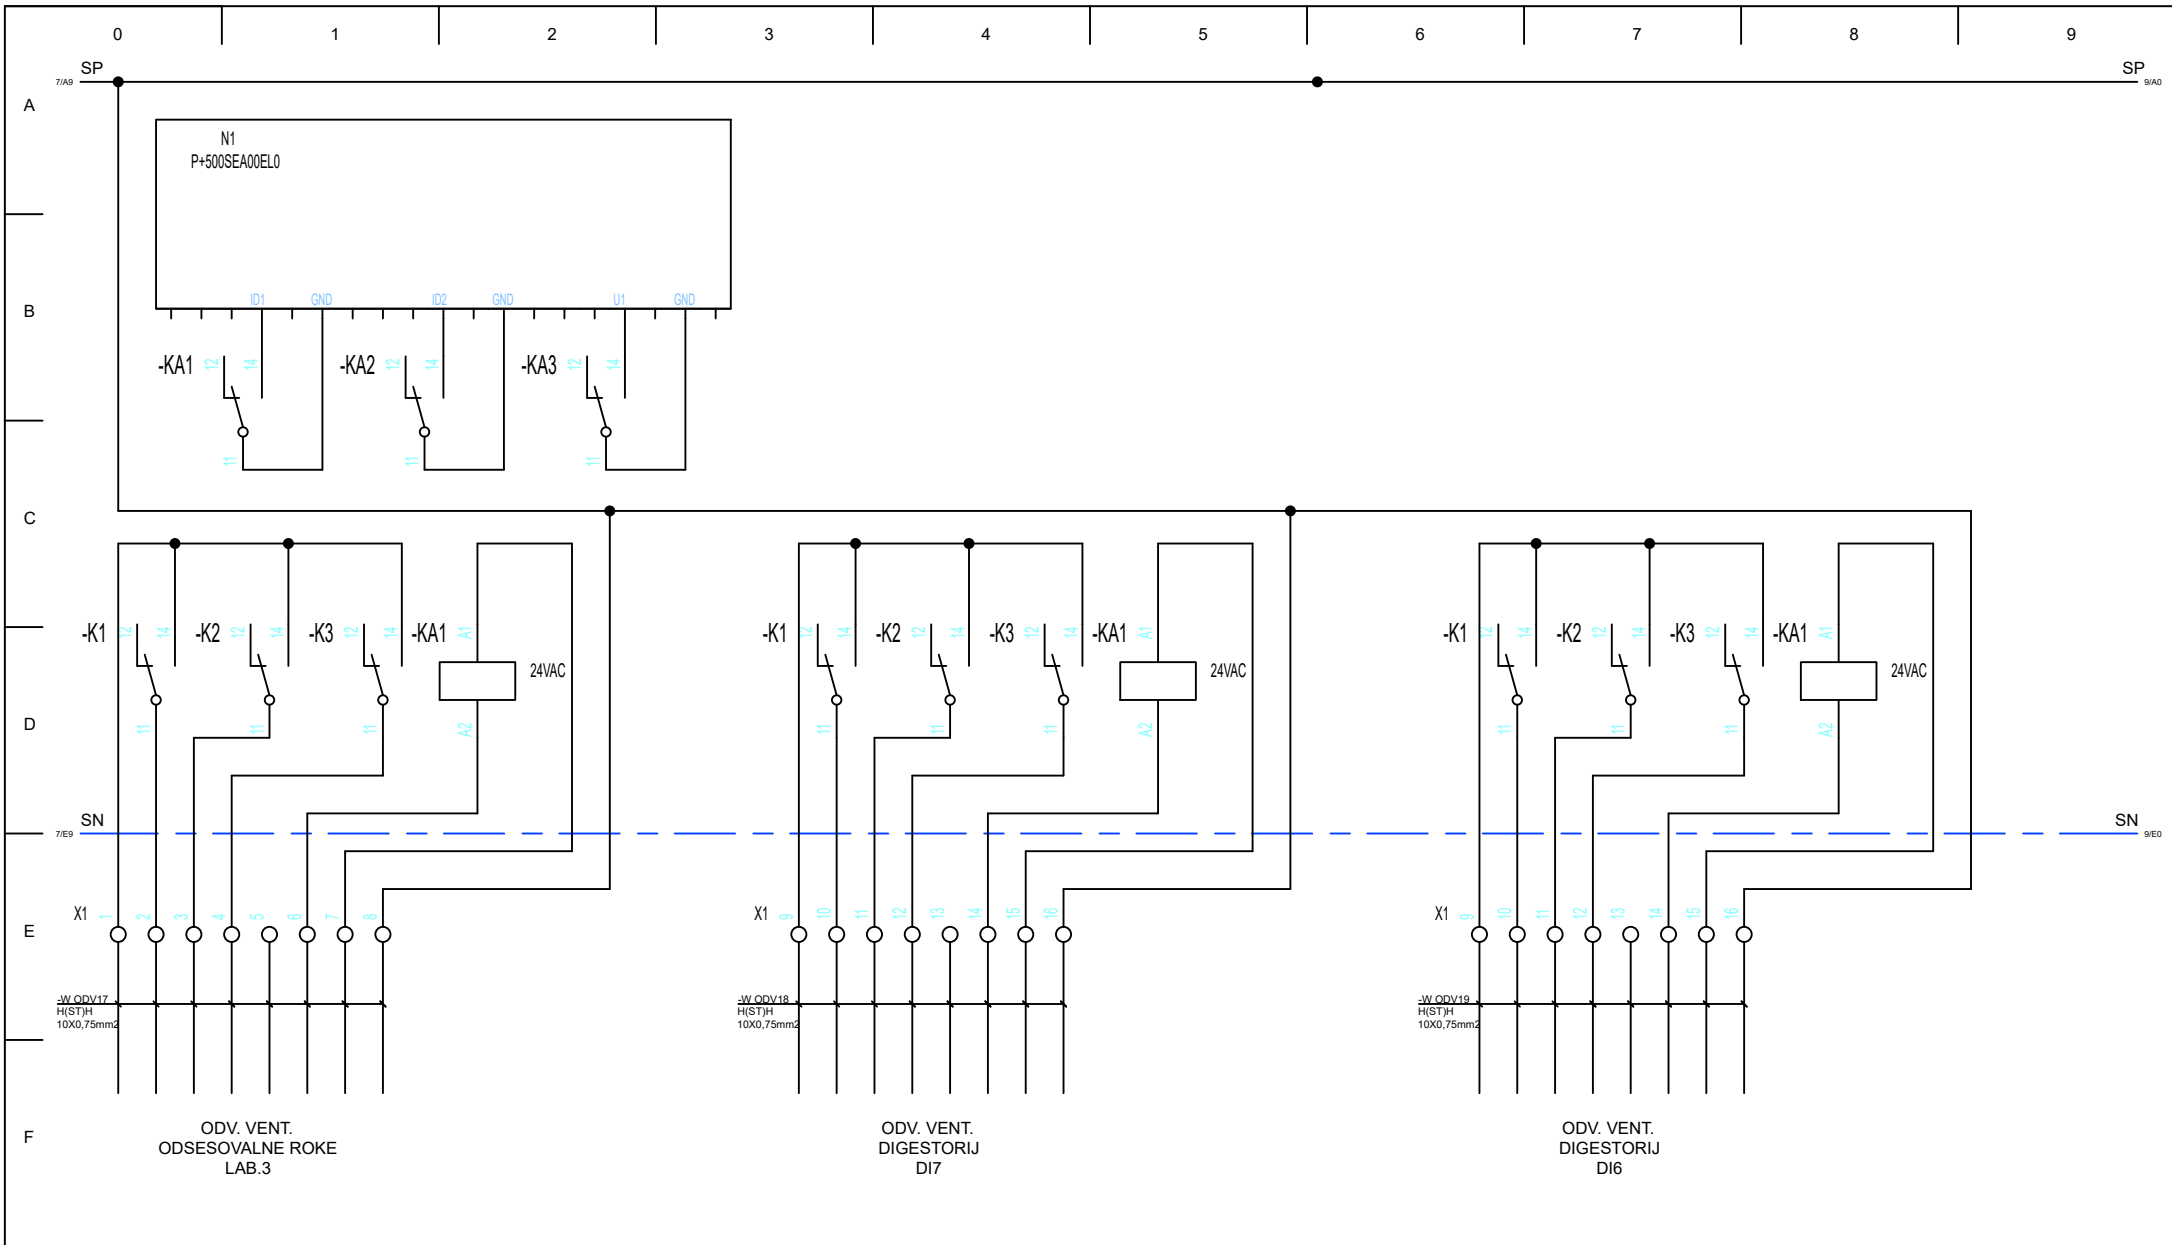 0 1 2 3 4 5 6 7 8 9
SP SP
7/A9 9/A0
A
N1
P+500SEA00EL0
B
ID1 GND ID2 GND U1 GND
-KA1 12 14 -KA2 12 14 -KA3 12 14
11 11 11
C
-K1 12 14 -K2 12 14 -K3 12 14 -KA1 A1 -K1 12 14 -K2 12 14 -K3 12 14 -KA1 A1 -K1 12 14 -K2 12 14 -K3 12 14 -KA1 A1
24VAC 24VAC 24VAC
D
11 11 11 A2 11 11 11 A2 11 11 11 A2
SN SN
7/E9 9/E0
X1 1 2 3 4 5 6 7 8 X1 9 10 11 12 13 14 15 16 X1 9 10 11 12 13 14 15 16
E
-W ODV17 -W ODV18 -W ODV19
H(ST)H H(ST)H H(ST)H
10X0,75mm2 10X0,75mm2 10X0,75mm2
F
ODV. VENT.
ODSESOVALNE ROKE
LAB.3
ODV. VENT.
DIGESTORIJ
DI7
ODV. VENT.
DIGESTORIJ
DI6